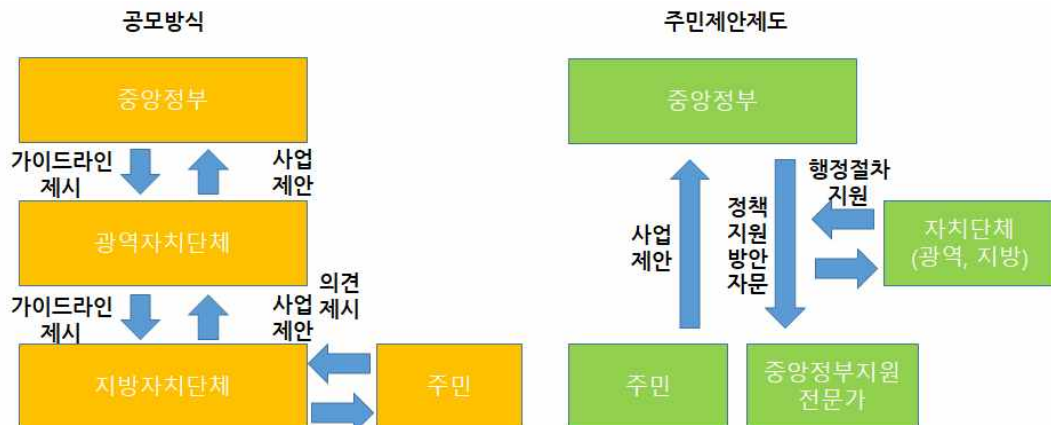 공모방식
중앙정부
가이드라인
제시
사업
제안
광역자치단체
가이드라인
제시
사업
제안
의견
제시
지방자치단체
주민
주민제안제도
중앙정부
사업
제안
정책
지원
방안
자문
행정절차
지원
자치단체
(광역, 지방)
주민
중앙정부지원
전문가